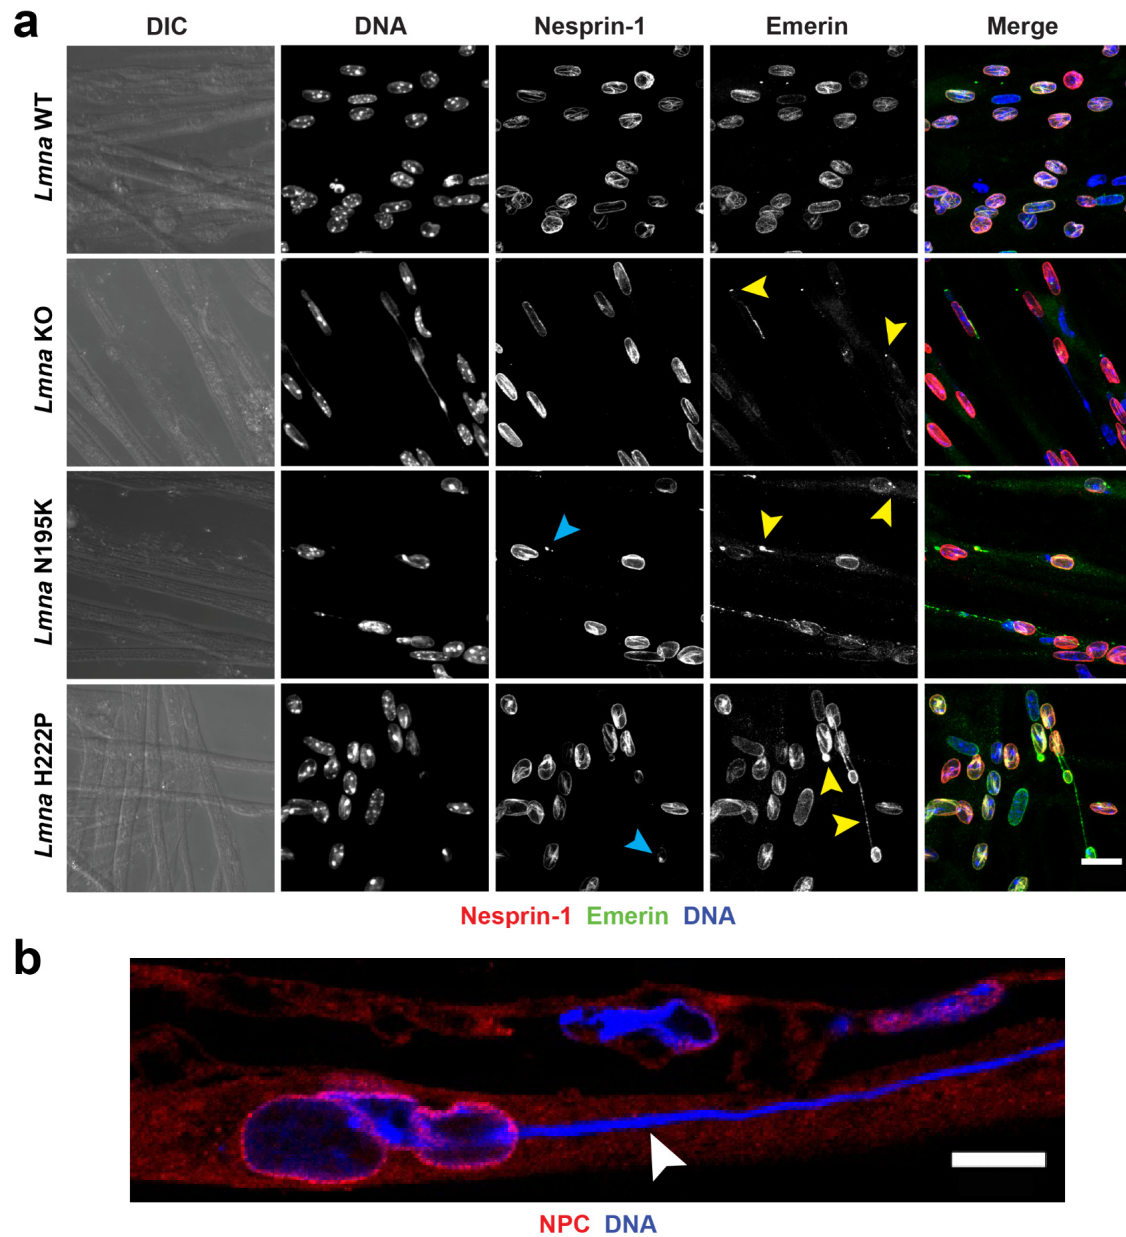 a
DIC DNA Nesprin-1 Emerin Merge
Lmna WT
Lmna KO
Lmna N195K
Lmna H222P
Nesprin-1 Emerin DNA
b
NPC DNA